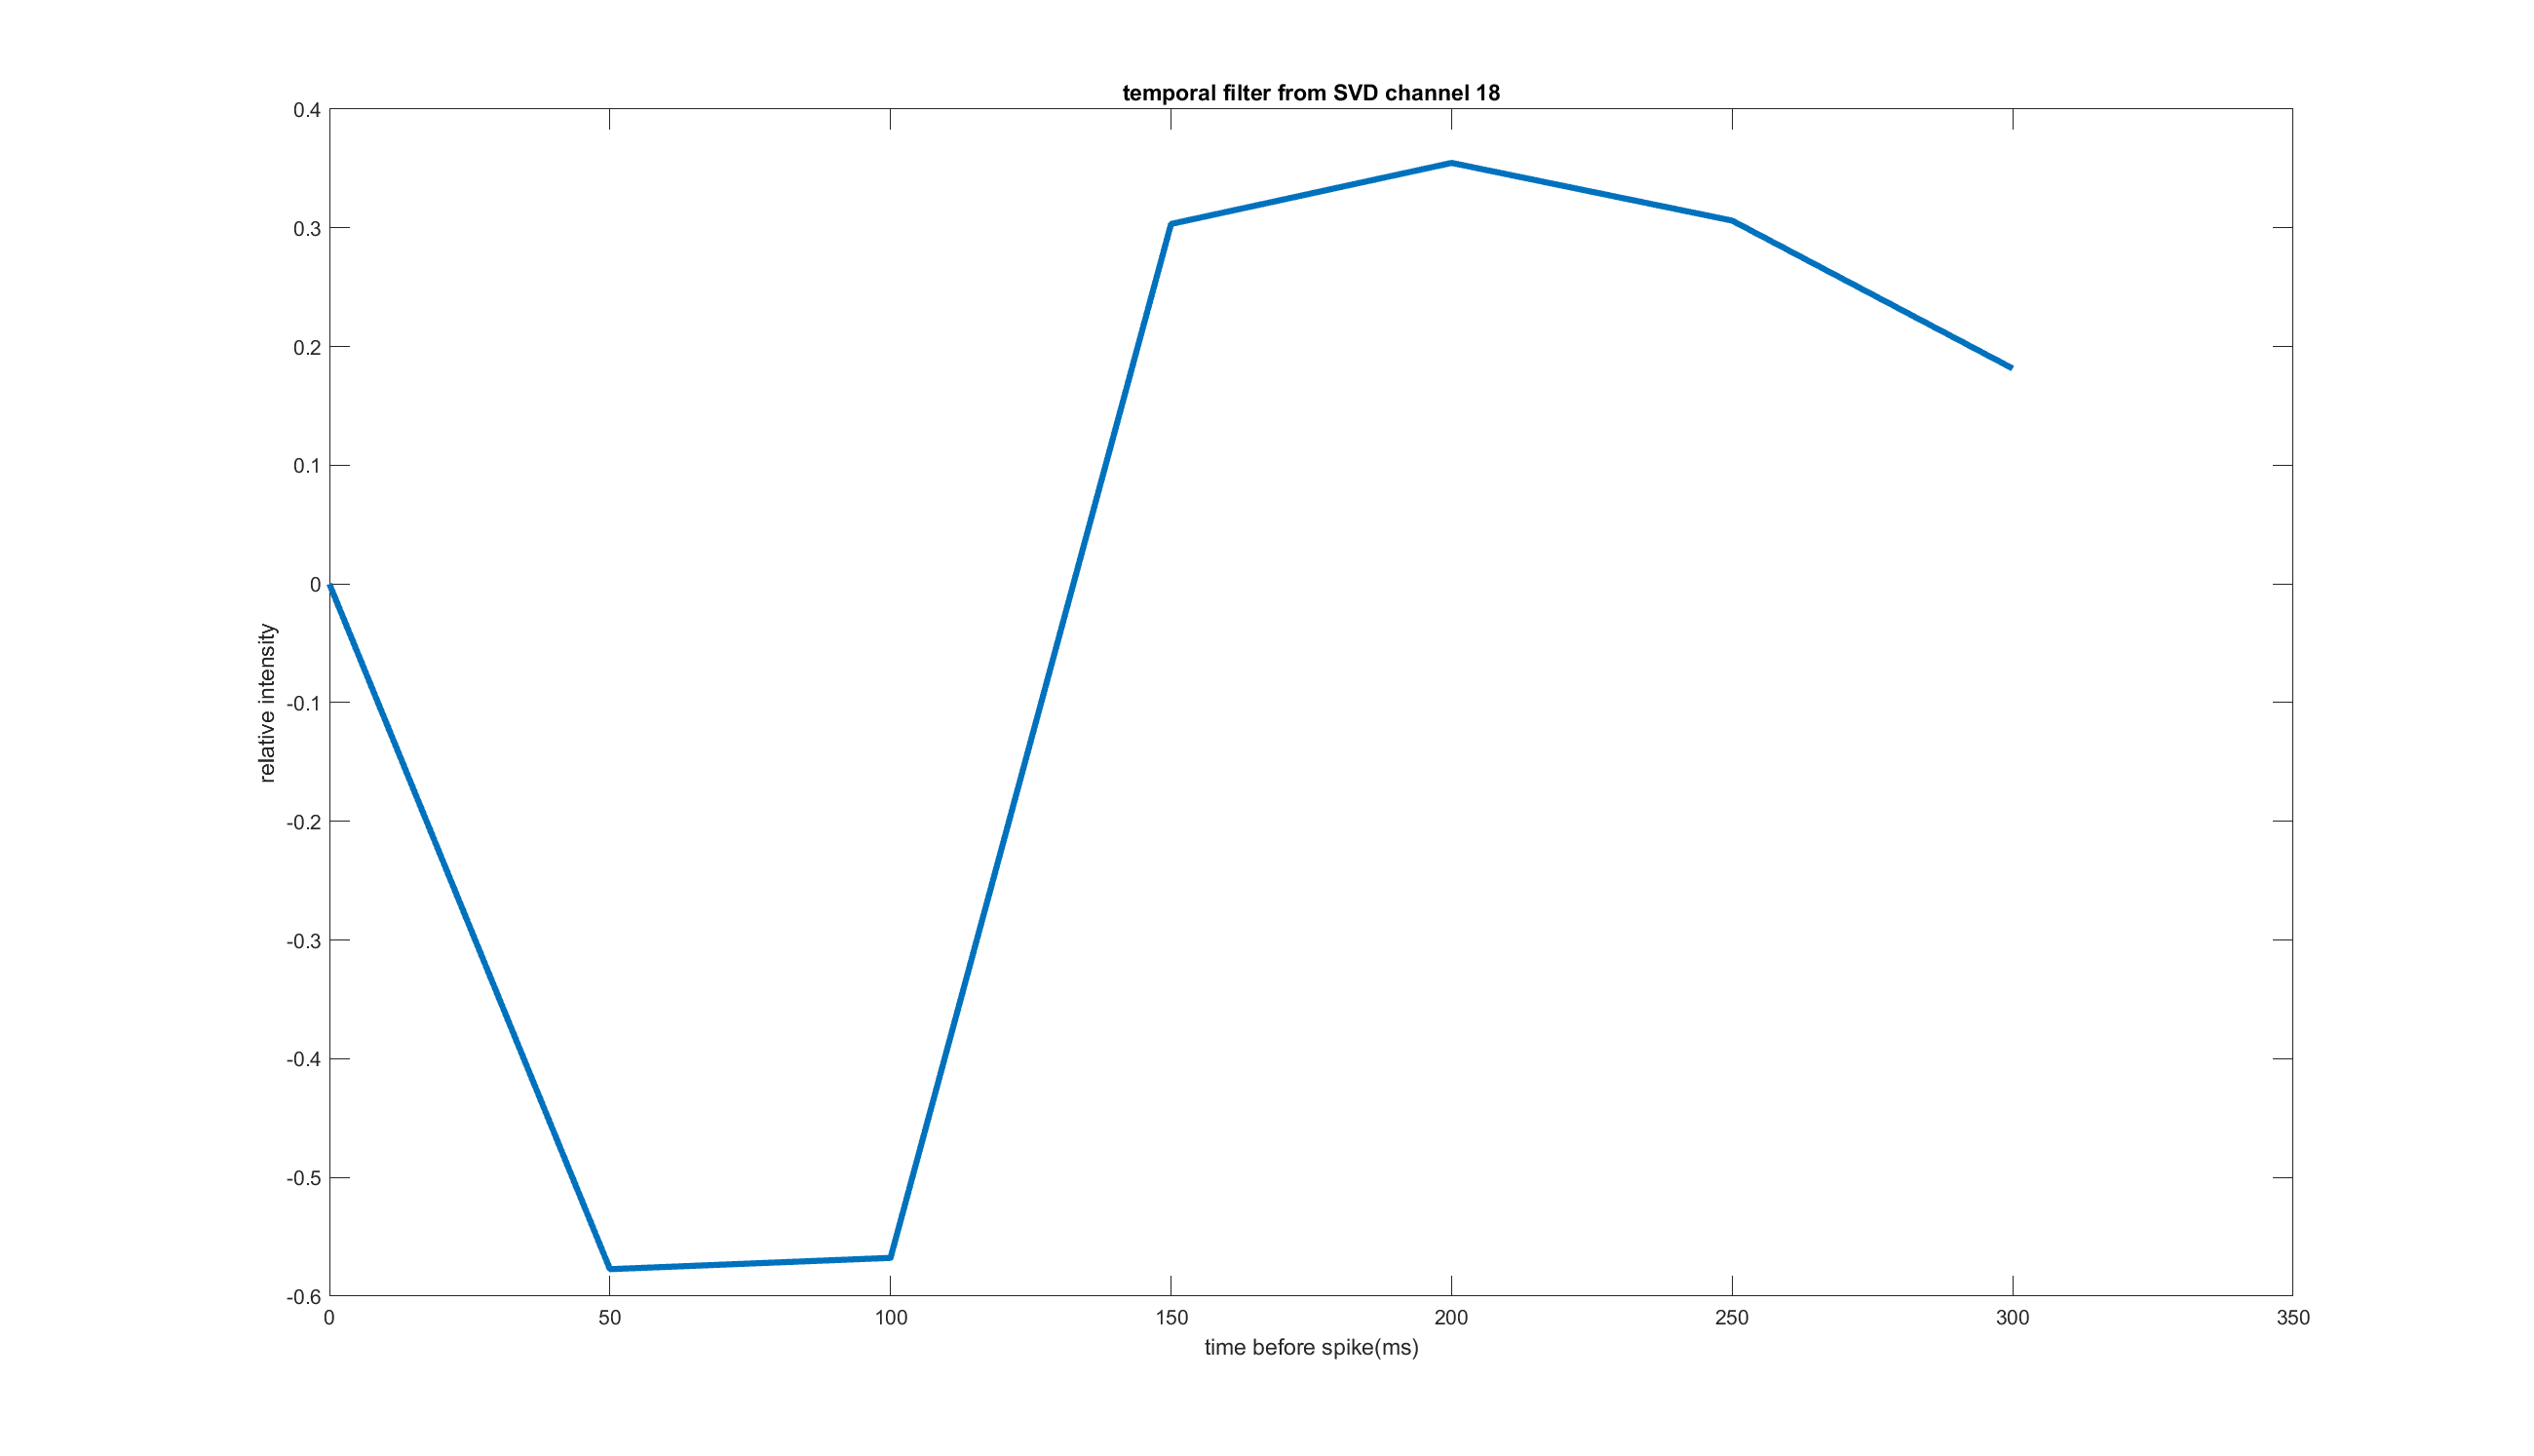 temporal filter from SVD channel 18
0.4
0.3
0.2
0.1
0
-0.1
-0.2
-0.3
-0.4
-0.5
-0.6
relative intensity
0 50 100 150 200 250 300 350
time before spike(ms)